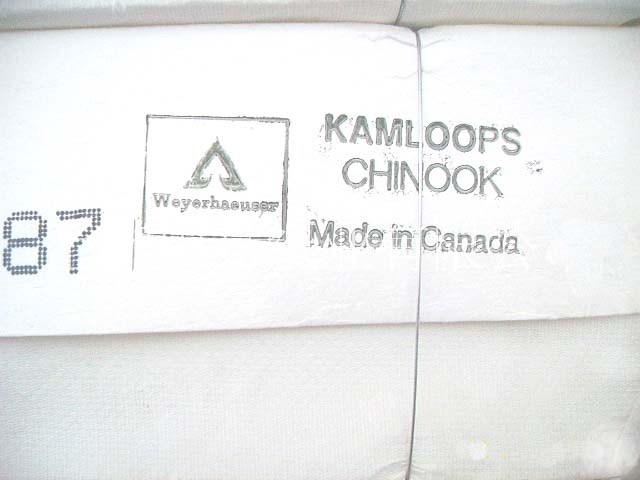 KAMLOOPS
CHINOOK
Weyerhaeuser
Made in Canada
87